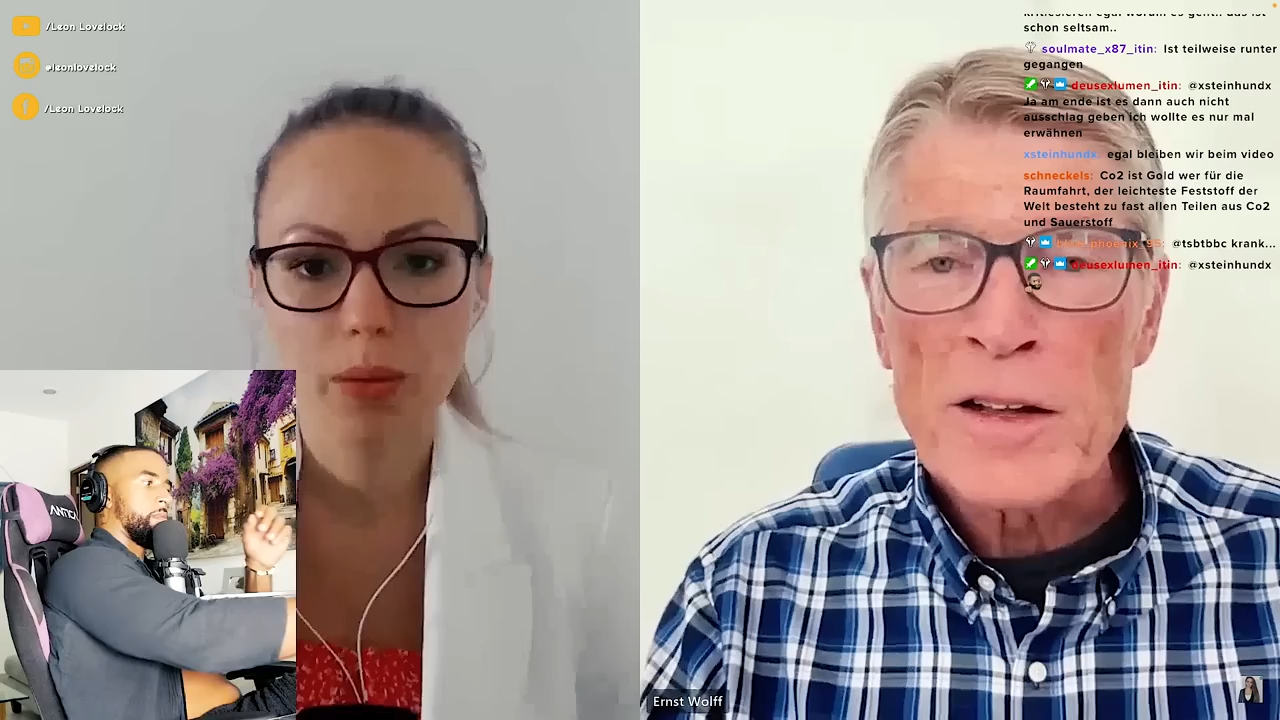 /Leon Lovelock
@leonlovelock
/Leon Lovelock
kritisieren egal worum es geht.. das ist
schon seltsam..
soulmate_x87_itin: Ist teilweise runter
gegangen
deusexlumen_itin: @xsteinhundx
Ja am ende ist es dann auch nicht
ausschlag geben ich wollte es nur mal
erwähnen
xsteinhundx: egal bleiben wir beim video
schneckels: Co2 ist Gold wer für die
Raumfahrt, der leichteste Feststoff der
Welt besteht zu fast allen Teilen aus Co2
und Sauerstoff
@tsbtbbc krank...
deusexlumen_itin: @xsteinhundx
ANTC
Ernst Wolff